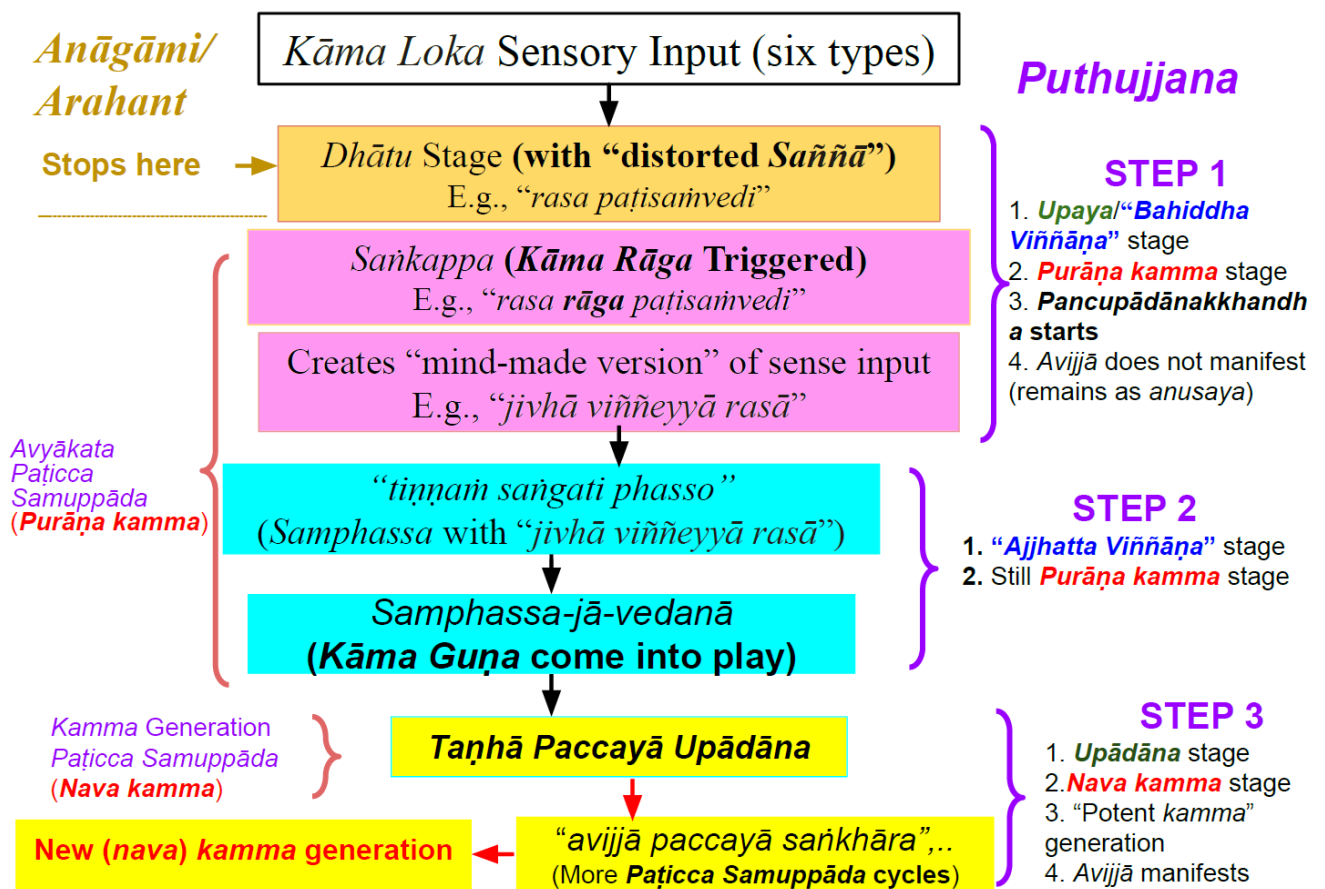 Anāgāmi/
Arahant
Stops here
Kāma Loka Sensory Input (six types)
Puthujjana
Dhātu Stage (with “distorted Saññā”)
E.g., “rasa paṭisaṁvedi”
Saṅkappa (Kāma Rāga Triggered)
E.g., “rasa rāga paṭisaṁvedi”
Creates “mind-made version” of sense input
E.g., “jivhā viññeyyā rasā”
STEP 1
1. Upaya/“Bahiddha
Viññāṇa” stage
2. Purāṇa kamma stage
3. Pancupādānakkhandh
a starts
4. Avijjā does not manifest
(remains as anusaya)
Avyākata
Paṭicca
Samuppāda
(Purāṇa kamma)
“tiṇṇaṁ saṅgati phasso”
(Samphassa with “jivhā viññeyyā rasā”)
Samphassa-jā-vedanā
(Kāma Guṇa come into play)
STEP 2
1. “Ajjhatta Viññāṇa” stage
2. Still Purāṇa kamma stage
Kamma Generation
Paṭicca Samuppāda
(Nava kamma)
Taṇhā Paccayā Upādāna
“avijjā paccayā saṅkhāra”,..
(More Paṭicca Samuppāda cycles)
New (nava) kamma generation
STEP 3
1. Upādāna stage
2.Nava kamma stage
3. “Potent kamma”
generation
4. Avijjā manifests